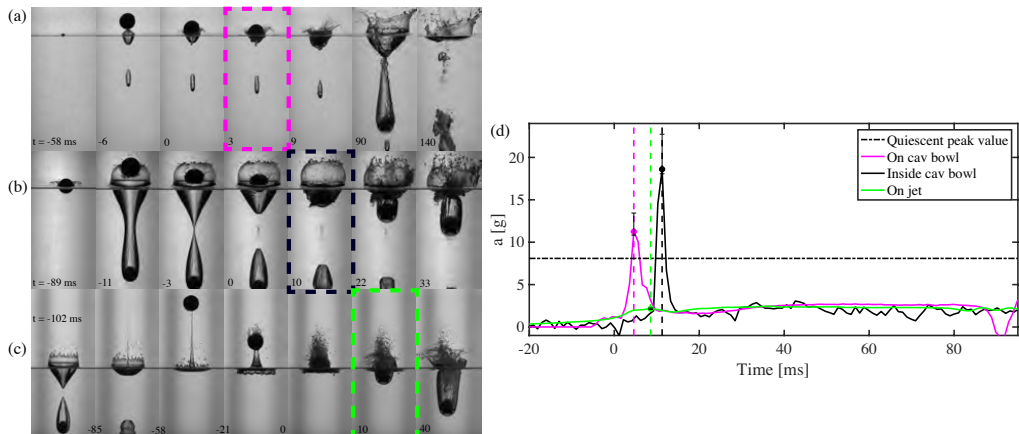 (a)
t = -58 ms -6 0 3 9 90 140
(b)
t = -89 ms -11 -3 0 10 22 33
t = -102 ms
(c)
-85 -58 -21 0 10 40
(d)
Quiescent peak value
On cav bowl
Inside cav bowl
On jet
a [g]
20
15
10
5
0
-20 0 20 40 60 80
Time [ms]